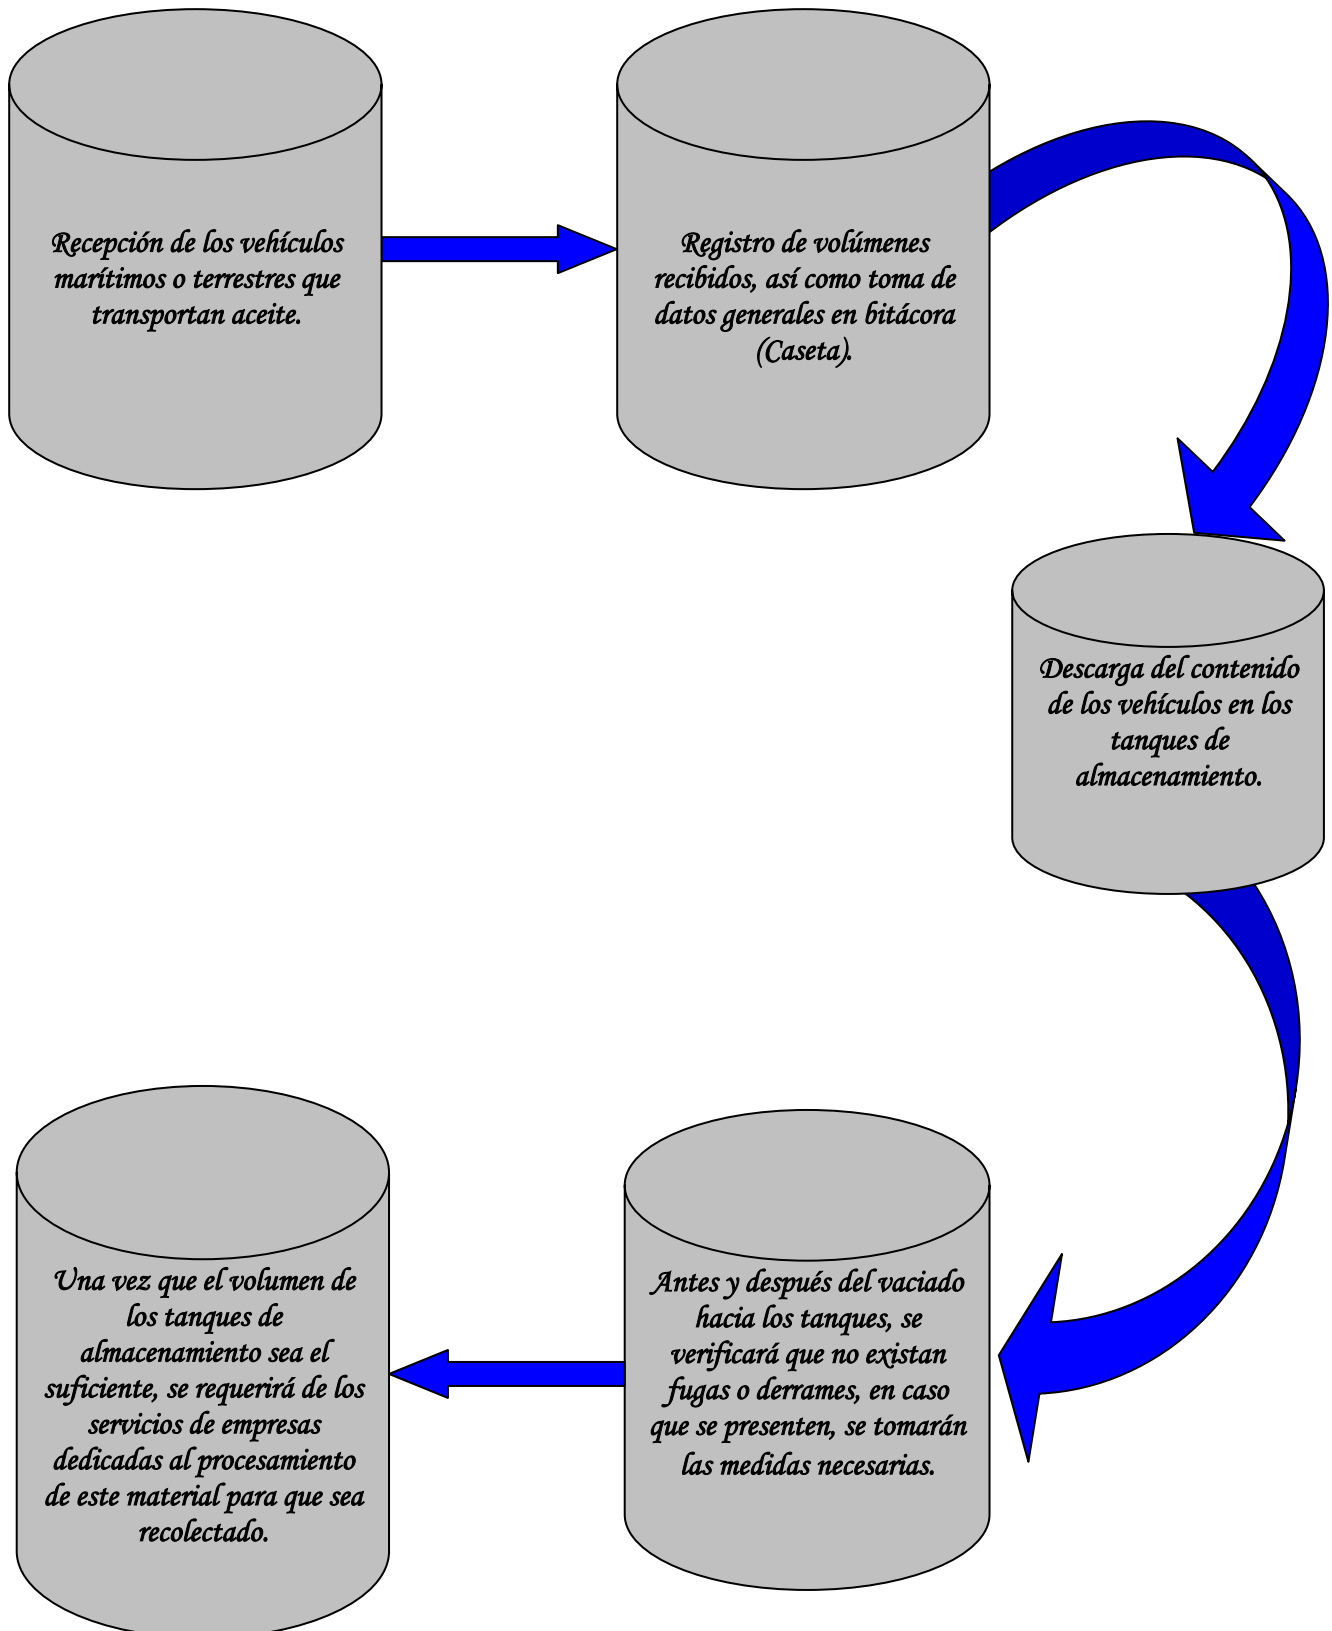 Recepción de los vehículos
marítimos o terrestres que
transportan aceite.
Registro de volúmenes
recibidos, así como toma de
datos generales en bitácora
(Caseta).
Descarga del contenido
de los vehículos en los
tanques de
almacenamiento.
Antes y después del vaciado
hacia los tanques, se
verificará que no existan
fugas o derrames, en caso
que se presenten, se tomarán
las medidas necesarias.
Una vez que el volumen de
los tanques de
almacenamiento sea el
suficiente, se requerirá de los
servicios de empresas
dedicadas al procesamiento
de este material para que sea
recolectado.